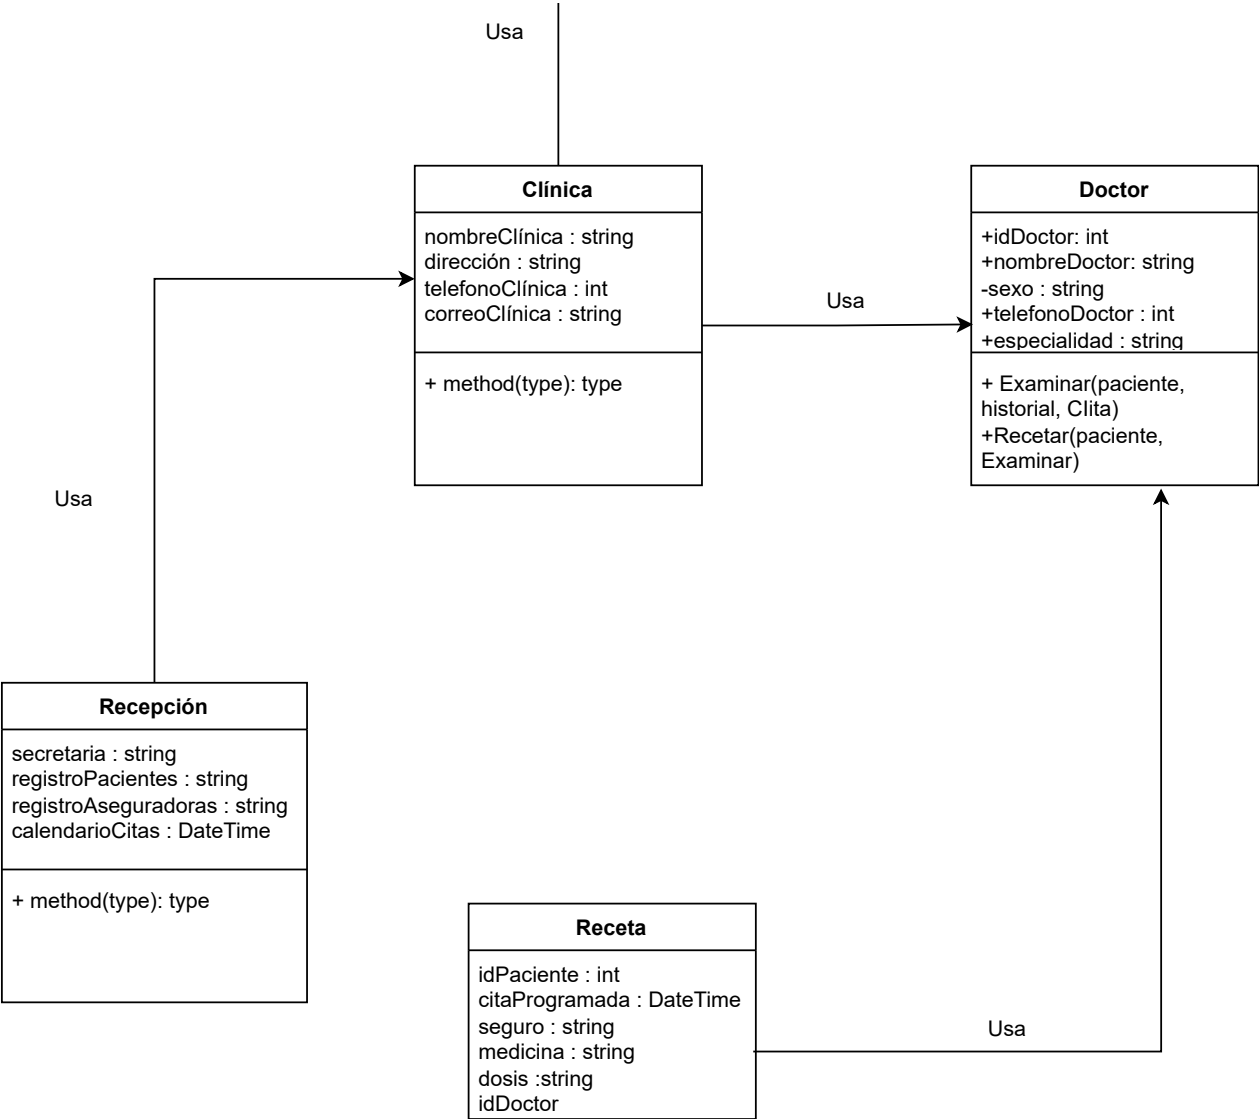 Usa
Clínica
nombreClínica : string
dirección : string
telefonoClínica : int
correoClínica : string
+ method(type): type
Usa
Doctor
+idDoctor: int
+nombreDoctor: string
-sexo : string
+telefonoDoctor : int
+especialidad : string
+ Examinar(paciente,
historial, CIita)
+Recetar(paciente,
Examinar)
Usa
Recepción
secretaria : string
registroPacientes : string
registroAseguradoras : string
calendarioCitas : DateTime
+ method(type): type
Receta
idPaciente : int
citaProgramada : DateTime
seguro : string
medicina : string
dosis :string
idDoctor
Usa